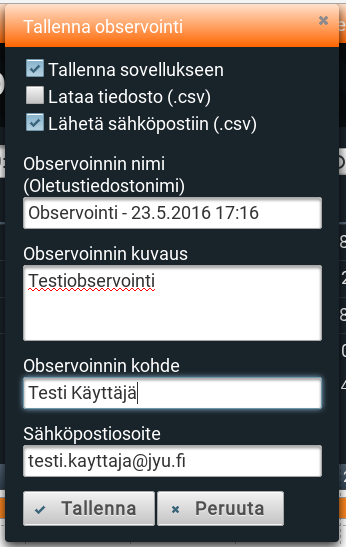 Tallenna observointi
Tallenna sovellukseen
Lataa tiedosto (.csv)
Lähetä sähköpostiin (.csv)
Observoinnin nimi
(Oletustiedostonimi)
Observointi - 23.5.2016 17:16
Observoinnin kuvaus
Testiobservointi
Observoinnin kohde
Testi Käyttäjä
Sähköpostiosoite
testi.kayttaja@jyu.fi
Tallenna
Peruuta